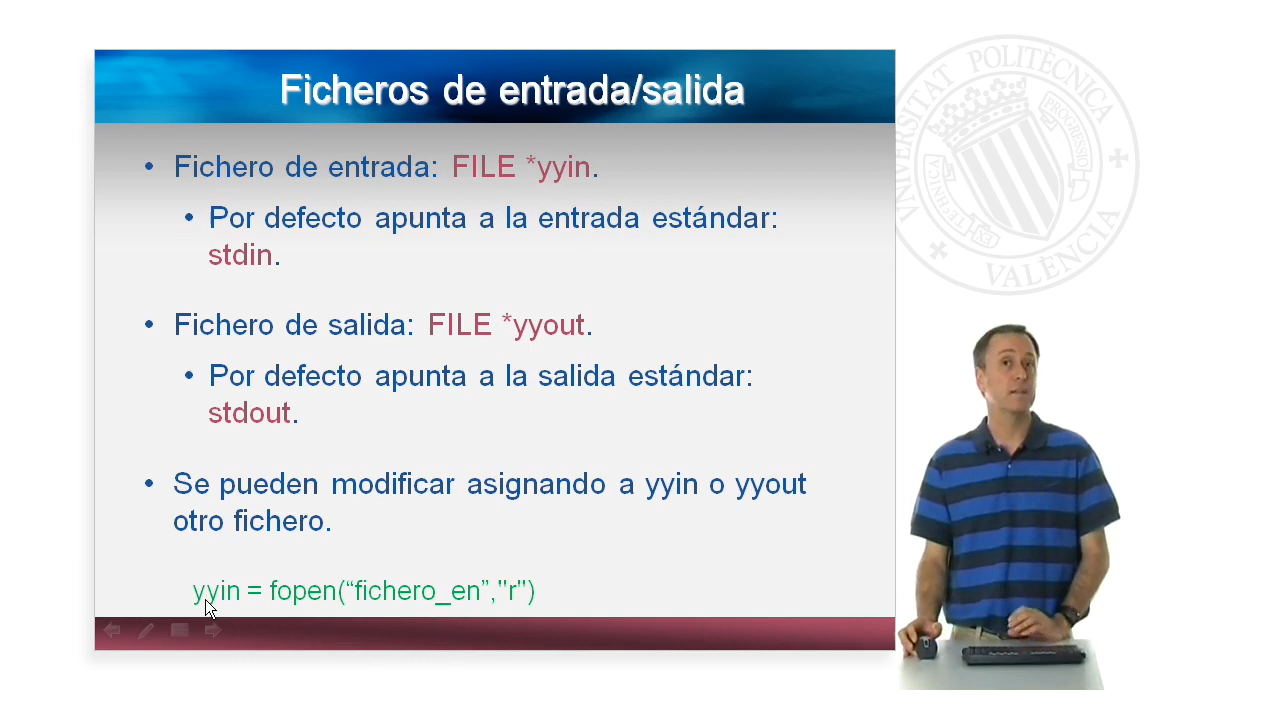 Ficheros de entrada/salida
• Fichero de entrada: FILE *yyin.
• Por defecto apunta a la entrada estándar:
stdin.
• Fichero de salida: FILE *yyout.
• Por defecto apunta a la salida estándar:
stdout.
• Se pueden modificar asignando a yyin o yyout
otro fichero.
yyin = fopen(“fichero_en”,"r")
UNIVERSITAT POLITÈCNICA
VALÈNCIA